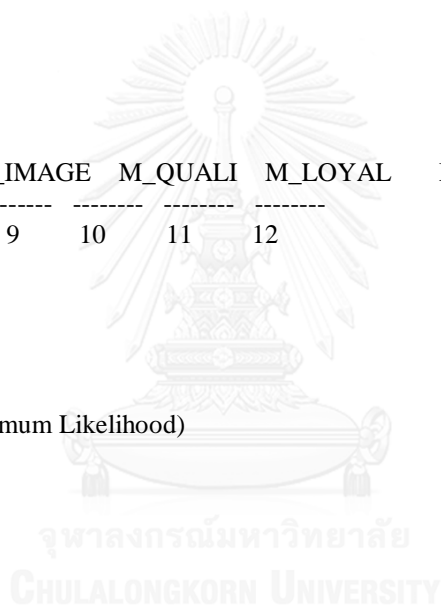 _IMAGE M_QUALI M_LOYAL
------ -------- -------- --------
9 10 11 12
mum Likelihood)
จุฬาลงกรณ์มหาวิทยาลัย
CHULALONGKORN UNIVERSITY